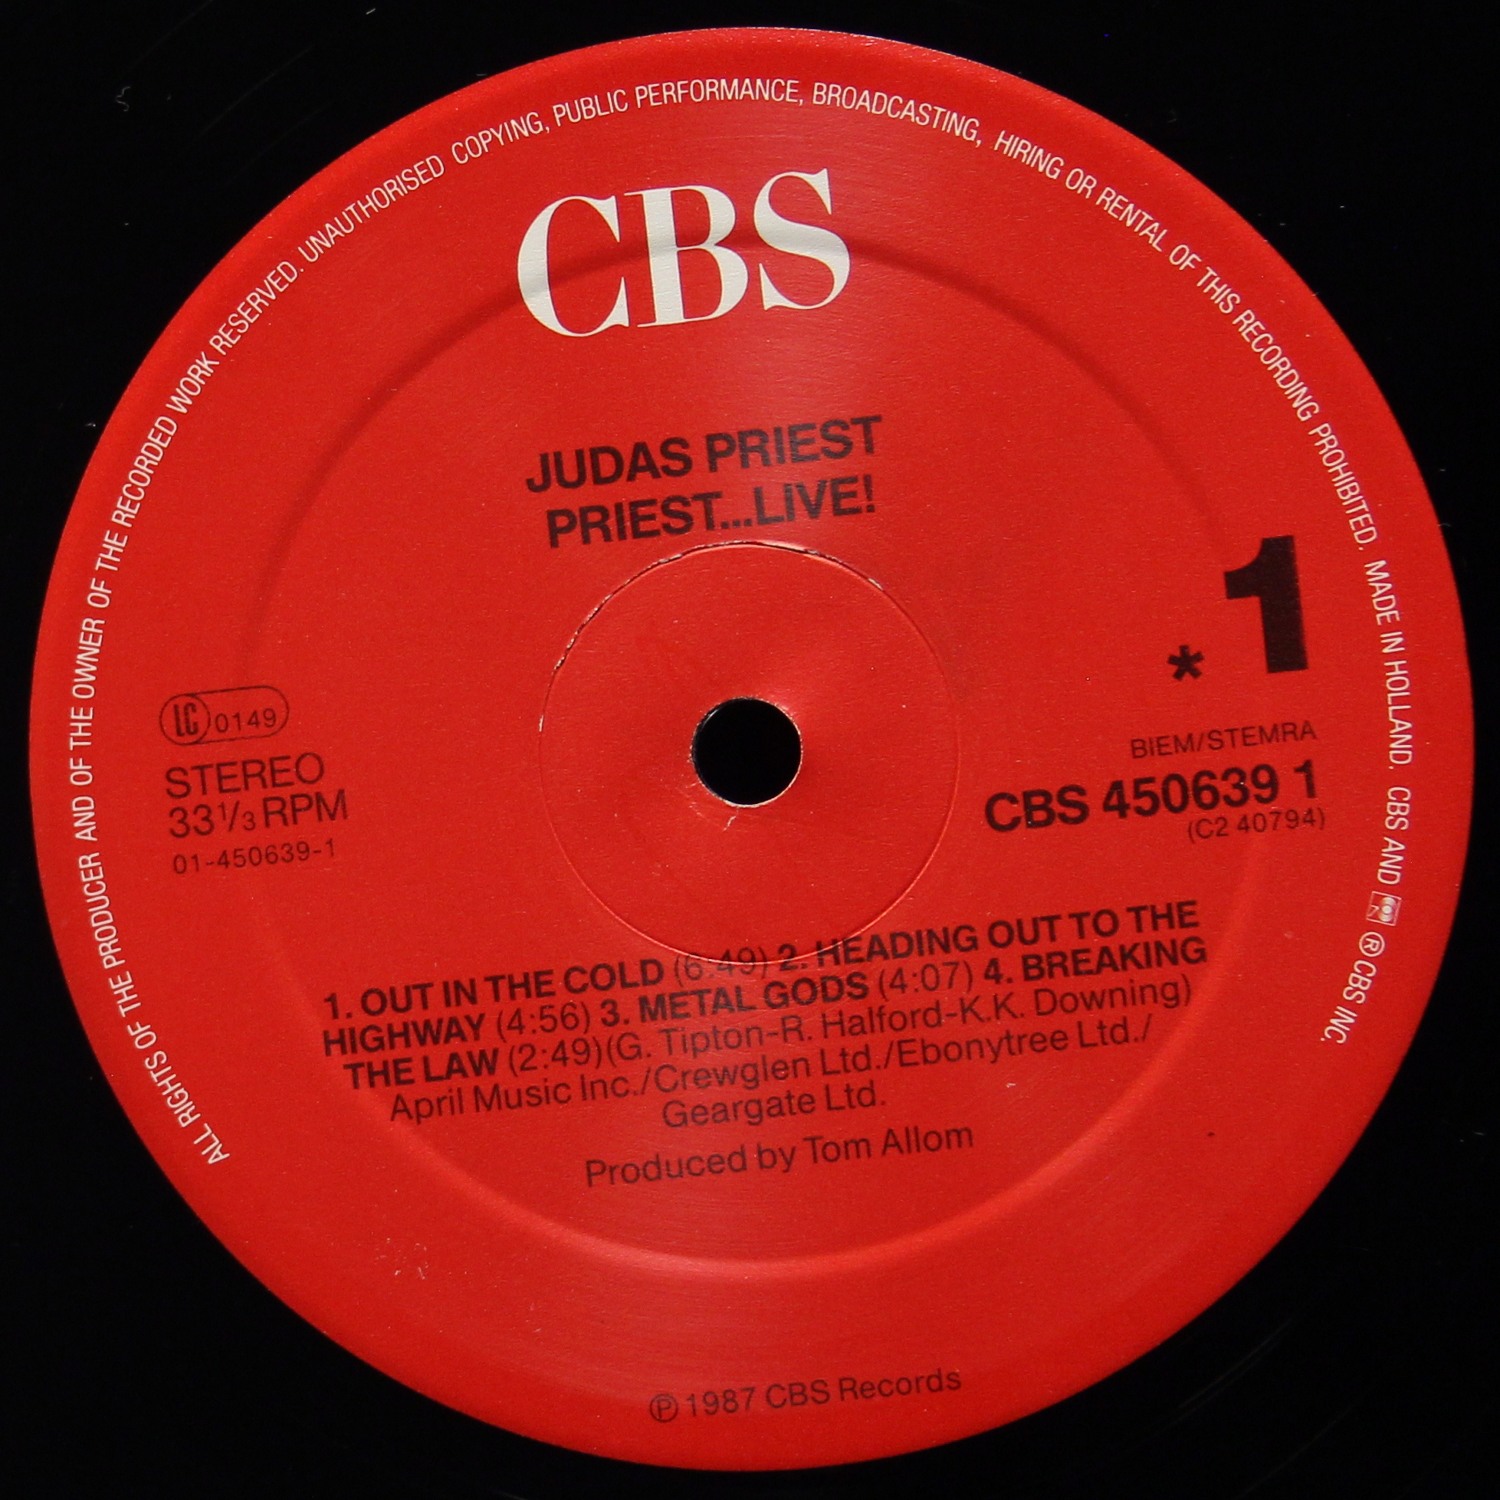 ALL RIGHTS OF THE PRODUCER AND OF THE OWNER OF THE RECORDED WORK RESERVED. UNAUTHORISED COPYING, PUBLIC PERFORMANCE, BROADCASTING, HIRING OR RENTAL OF THIS RECORDING PROHIBITED. MADE IN HOLLAND. CBS AND ® CBS INC.
CBS
JUDAS PRIEST
PRIEST...LIVE!
* 1
LC 0149
STEREO
33 1/3 RPM
01-450639-1
BIEM/STEMRA
CBS 450639 1
(C2 40794)
1. OUT IN THE COLD (6:49) 2. HEADING OUT TO THE
HIGHWAY (4:56) 3. METAL GODS (4:07) 4. BREAKING
THE LAW (2:49)(G. Tipton-R. Halford-K.K. Downing)
April Music Inc./Crewglen Ltd./Ebonytree Ltd./
Geargate Ltd.
Produced by Tom Allom
℗ 1987 CBS Records